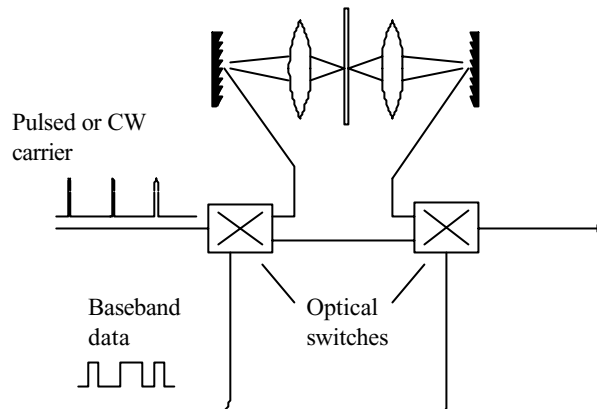 Pulsed or CW
carrier
Baseband
data
Optical
switches